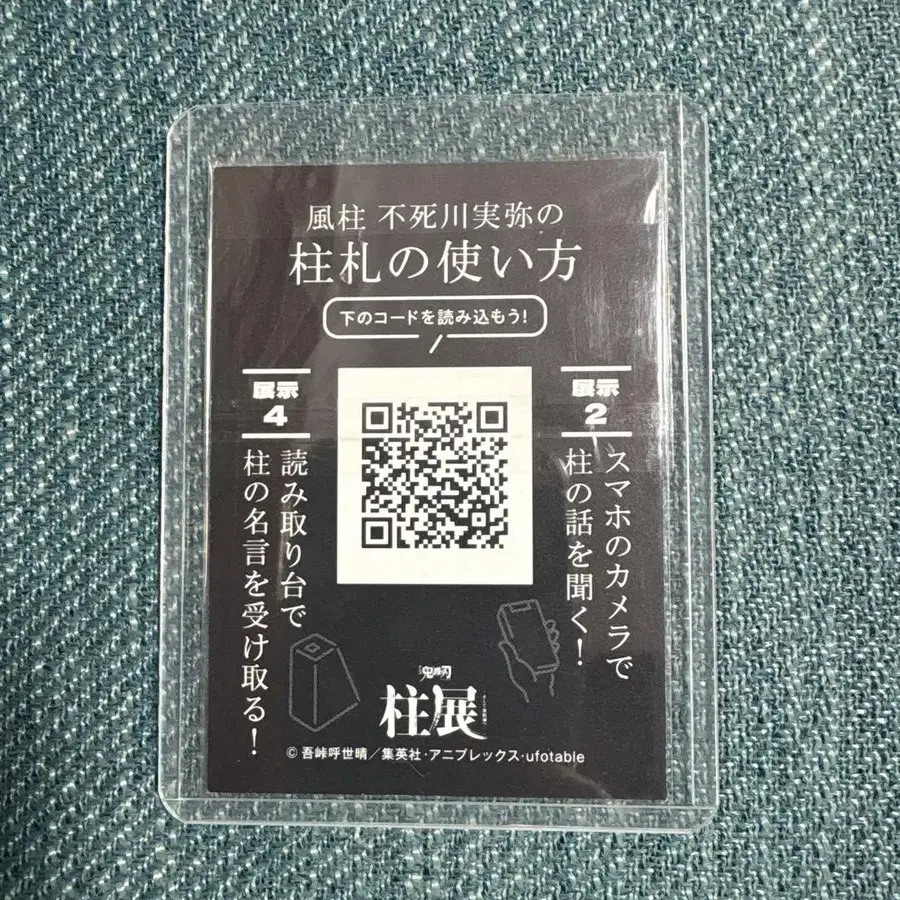 風柱 不死川実弥の
柱札の使い方
下のコードを読み込もう!
展示
2
スマホのカメラで
柱の話を聞く!
展示
4
読み取り台で
柱の名言を受け取る!
鬼滅の刃
柱展
© 吾峠呼世晴/集英社・アニプレックス・ufotable